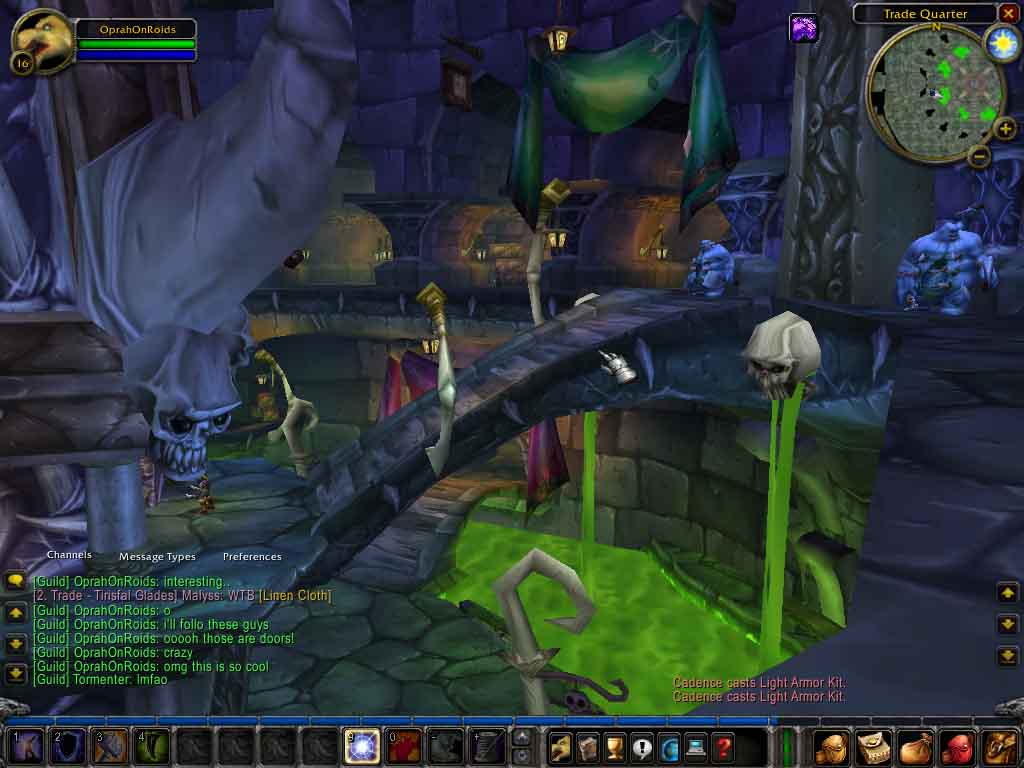 OprahOnRoids
16
Trade Quarter
N
Channels
Message Types
Preferences
[Guild] OprahOnRoids: interesting..
[2. Trade - Tirisfal Glades] Malyss: WTB [Linen Cloth]
[Guild] OprahOnRoids: o
[Guild] OprahOnRoids: i'll follo these guys
[Guild] OprahOnRoids: ooooh those are doors!
[Guild] OprahOnRoids: crazy
[Guild] OprahOnRoids: omg this is so cool
[Guild] Tormenter: lmfao
Cadence casts Light Armor Kit.
Cadence casts Light Armor Kit.
1 2 3 4 9 0 - +